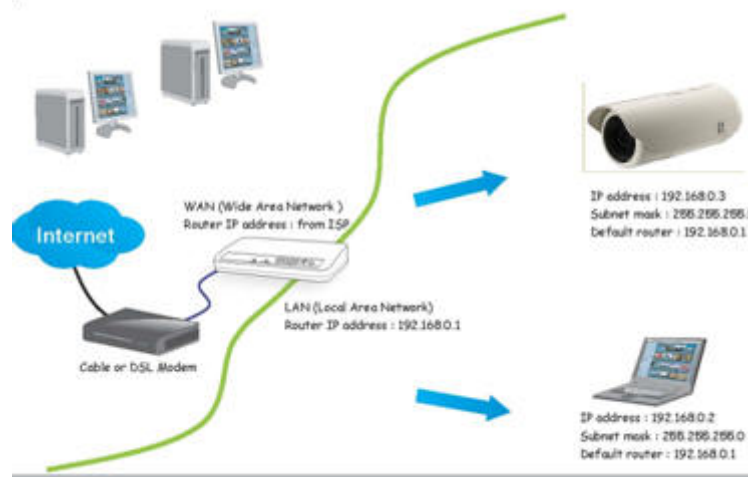 WAN (Wide Area Network )
Router IP address : from ISP
Internet
LAN (Local Area Network)
Router IP address : 192.168.0.1
Cable or DSL Modem
IP address : 192.168.0.3
Subnet mask : 255.255.255.
Default router : 192.168.0.1
IP address : 192.168.0.2
Subnet mask : 255.255.255.0
Default router : 192.168.0.1